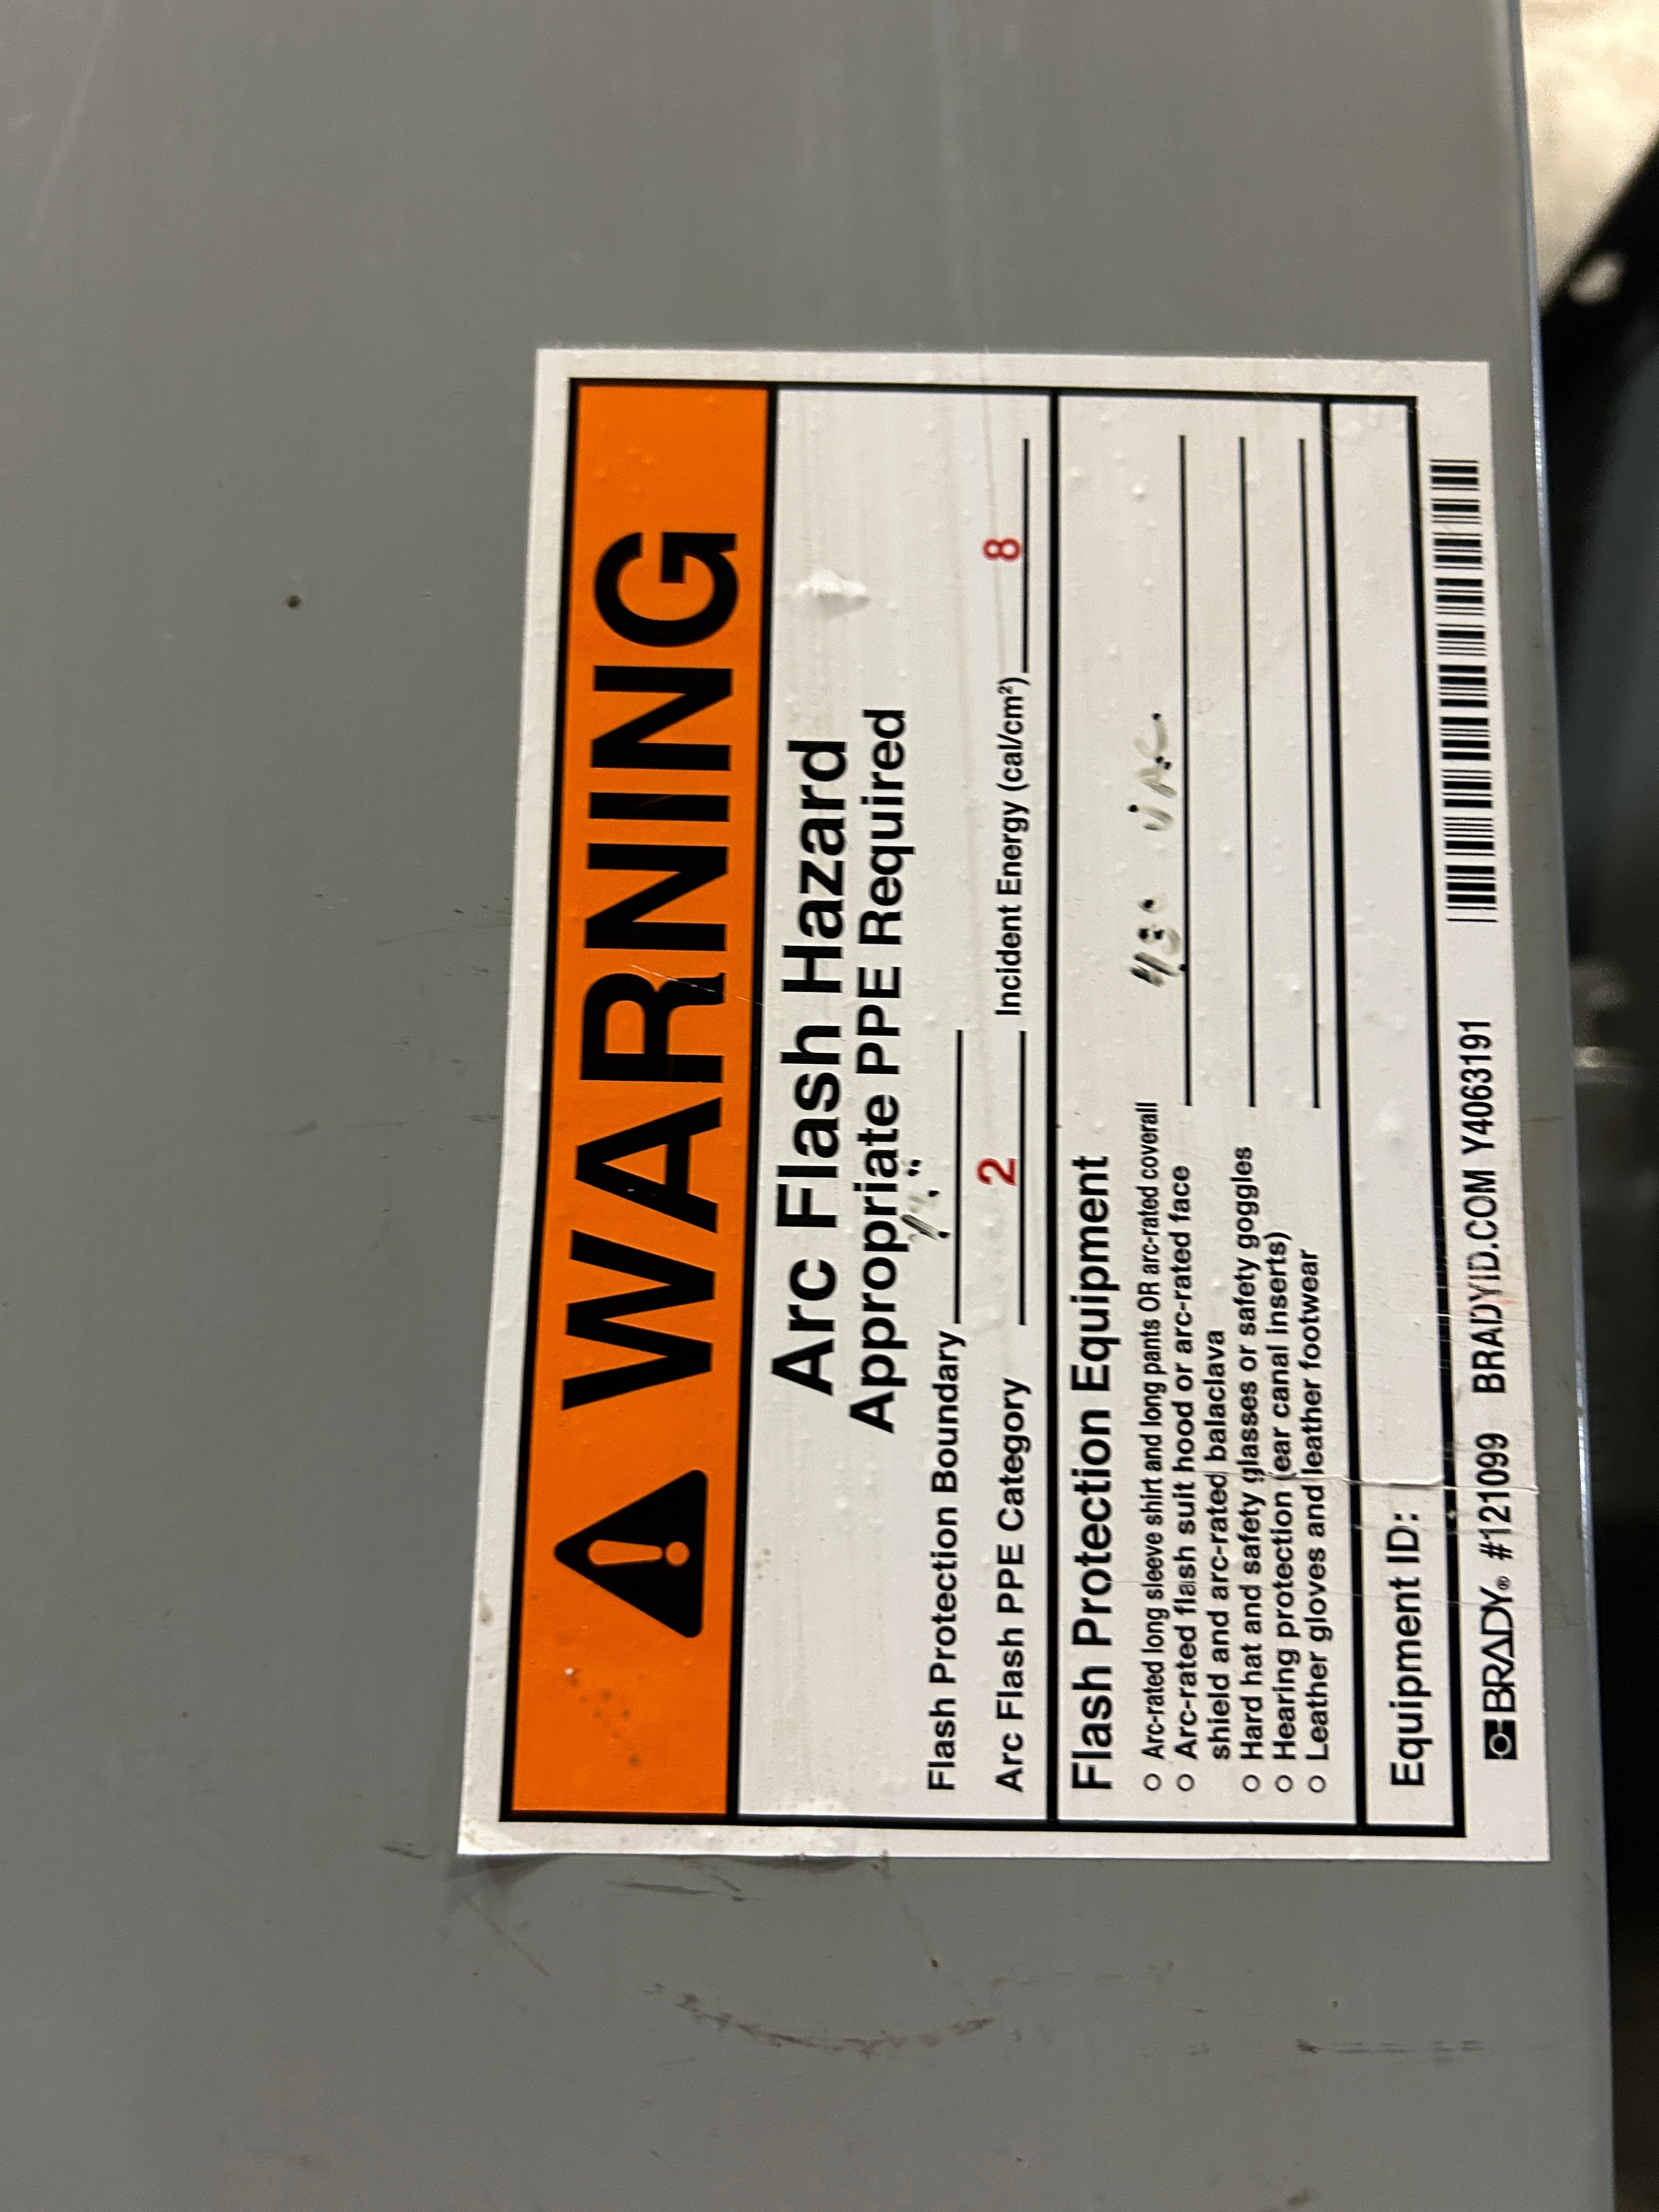 WARNING
Arc Flash Hazard
Appropriate PPE Required
Flash Protection Boundary
Arc Flash PPE Category 2 Incident Energy (cal/cm²) 8
Flash Protection Equipment
Arc-rated long sleeve shirt and long pants OR arc-rated coverall
Arc-rated flash suit hood or arc-rated face
shield and arc-rated balaclava
Hard hat and safety glasses or safety goggles
Hearing protection (ear canal inserts)
Leather gloves and leather footwear
Equipment ID:
BRADY® #121099 BRADYID.COM Y4063191